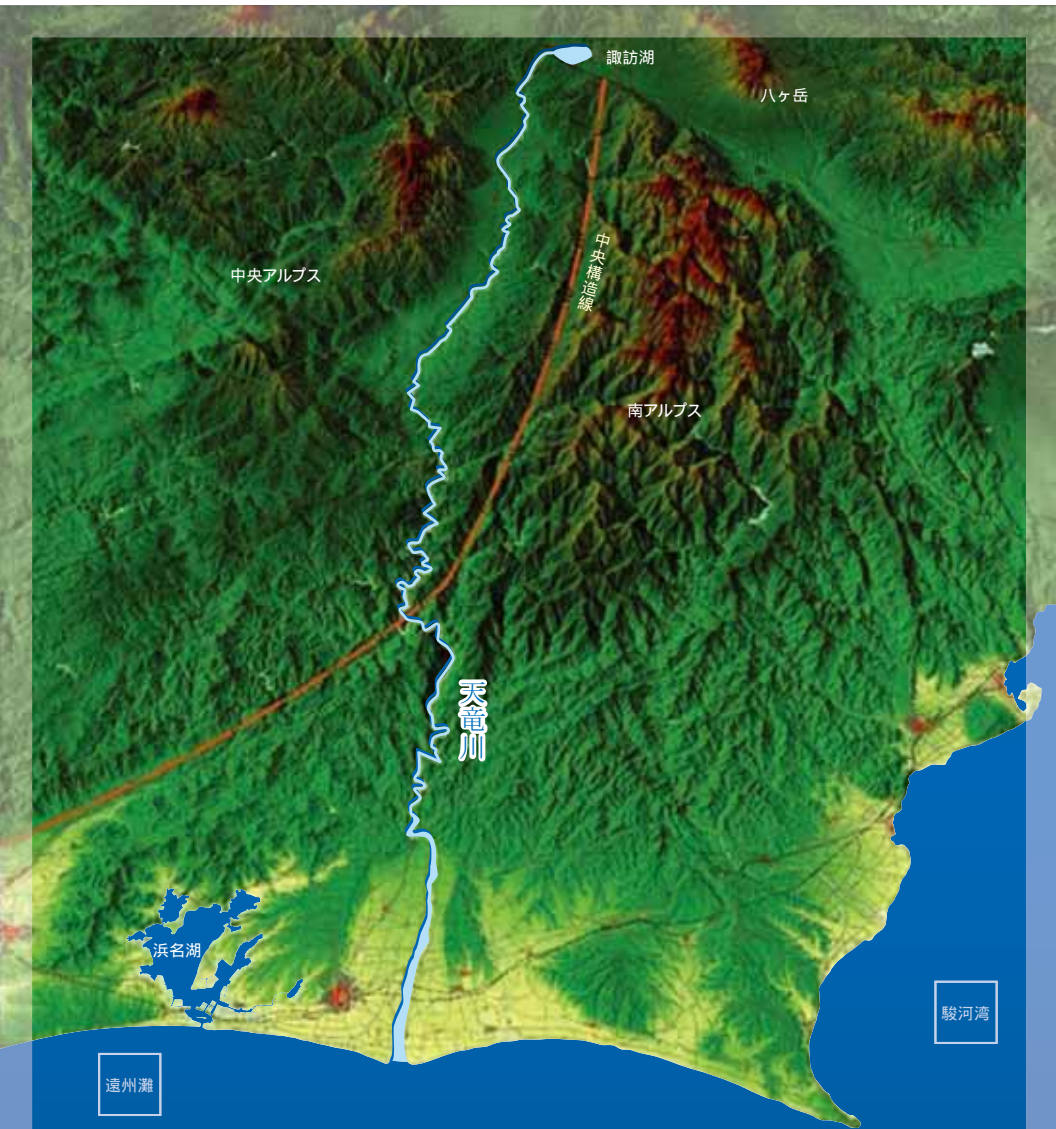 諏訪湖
八ヶ岳
中央構造線
中央アルプス
南アルプス
天竜川
浜名湖
駿河湾
遠州灘